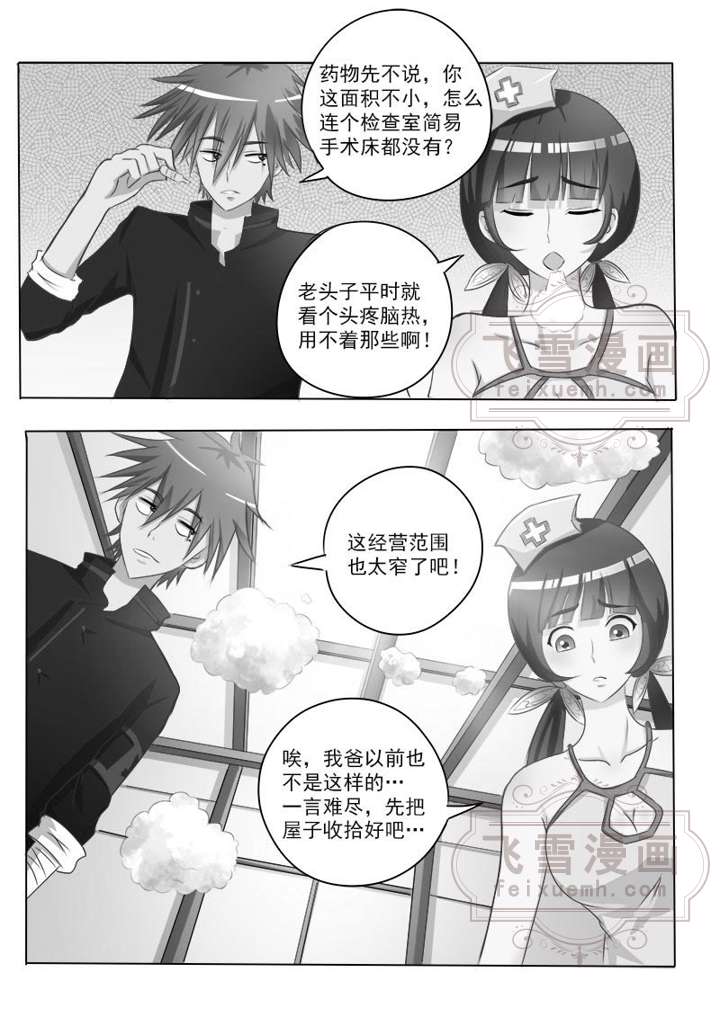 药物先不说，你
这面积不小，怎么
连个检查室简易
手术床都没有？
老头子平时就
看个头疼脑热，
用不着那些啊！
飞雪漫画
feixuemh.com
这经营范围
也太窄了吧！
唉，我爸以前也
不是这样的…
一言难尽，先把
屋子收拾好吧…
飞雪漫画
feixuemh.com